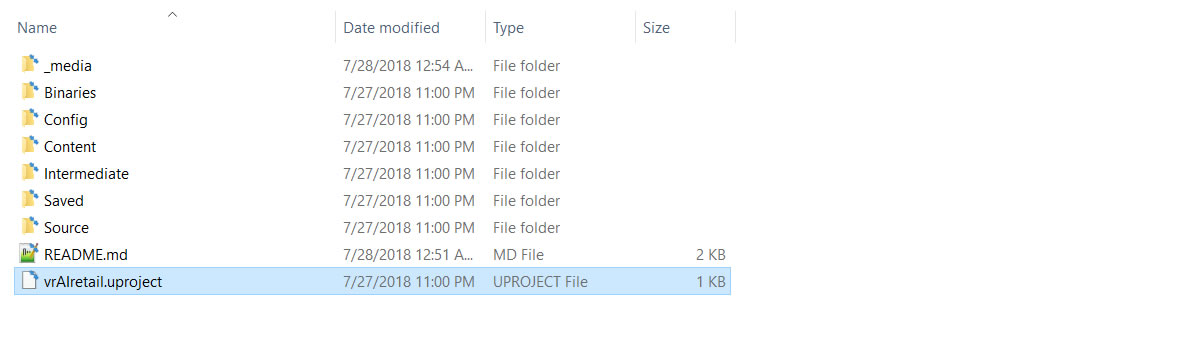 Name Date modified Type Size
_media 7/28/2018 12:54 A... File folder
Binaries 7/27/2018 11:00 PM File folder
Config 7/27/2018 11:00 PM File folder
Content 7/27/2018 11:00 PM File folder
Intermediate 7/27/2018 11:00 PM File folder
Saved 7/27/2018 11:00 PM File folder
Source 7/27/2018 11:00 PM File folder
README.md 7/28/2018 12:51 A... MD File 2 KB
vrAIretail.uproject 7/27/2018 11:00 PM UPROJECT File 1 KB